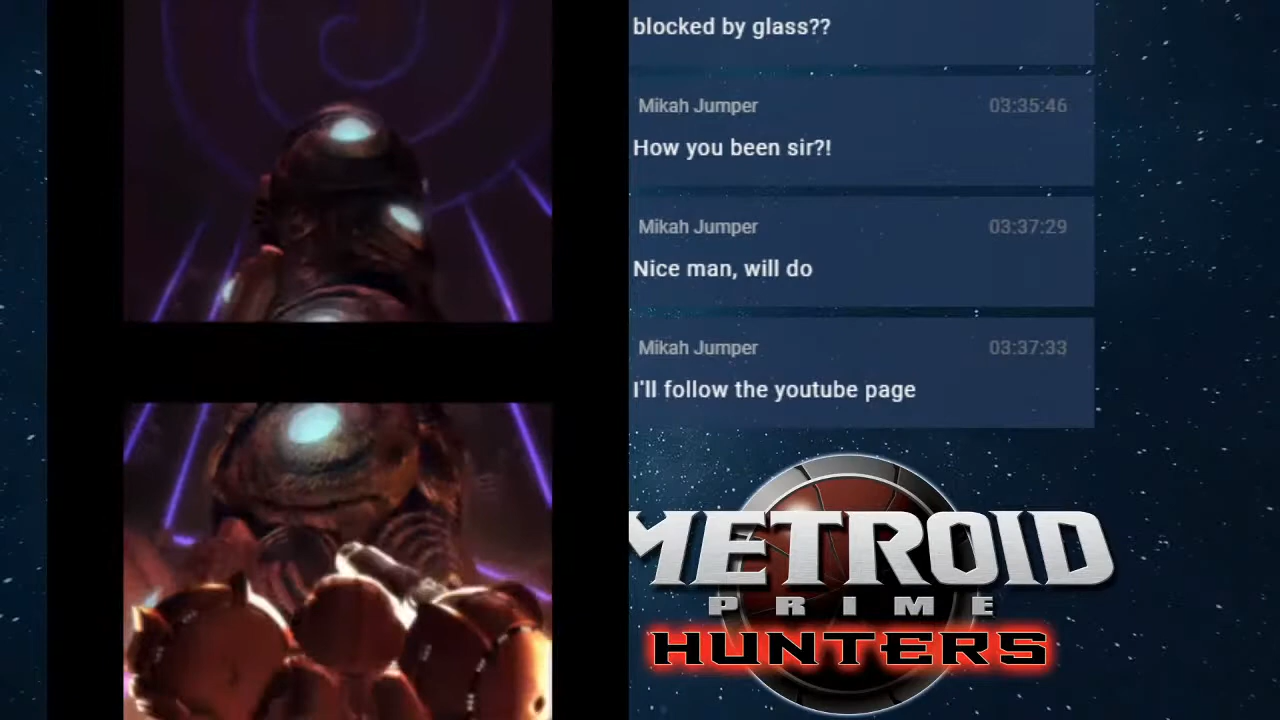 blocked by glass??
Mikah Jumper 03:35:46
How you been sir?!
Mikah Jumper 03:37:29
Nice man, will do
Mikah Jumper 03:37:33
I'll follow the youtube page
METROID
PRIME
HUNTERS